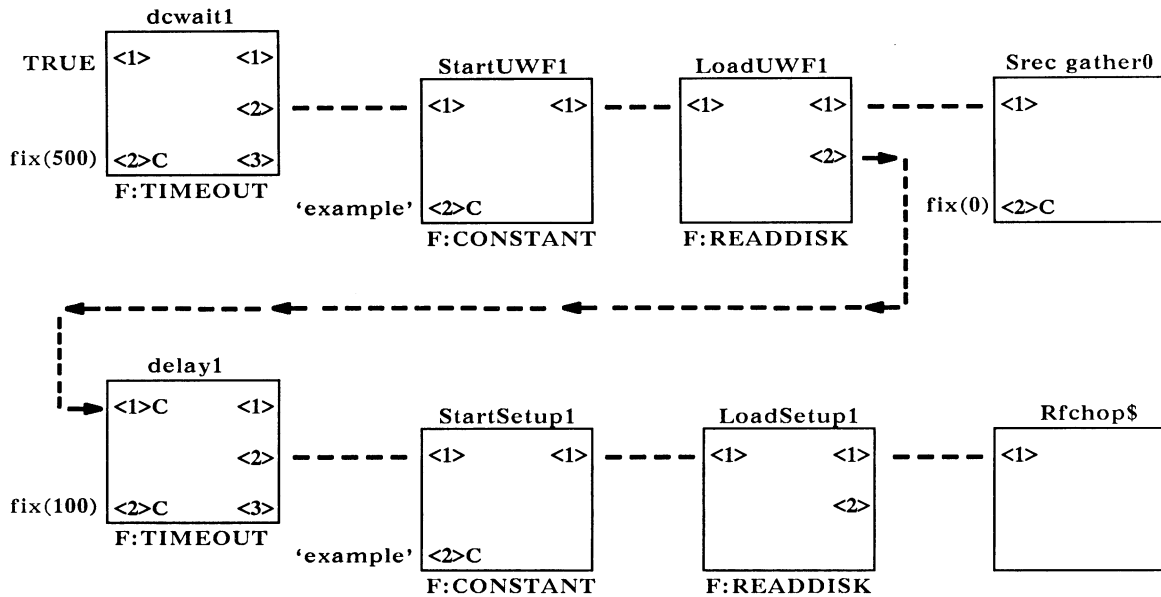 dcwait1
TRUE <1> <1>
<2>
fix(500) <2>C <3>
F:TIMEOUT
StartUWF1
<1> <1>
‘example’ <2>C
F:CONSTANT
LoadUWF1
<1> <1>
<2>
F:READDISK
Srec gather0
<1>
fix(0) <2>C
delay1
<1>C <1>
<2>
fix(100) <2>C <3>
F:TIMEOUT
StartSetup1
<1> <1>
‘example’ <2>C
F:CONSTANT
LoadSetup1
<1> <1>
<2>
F:READDISK
Rfchop$
<1>